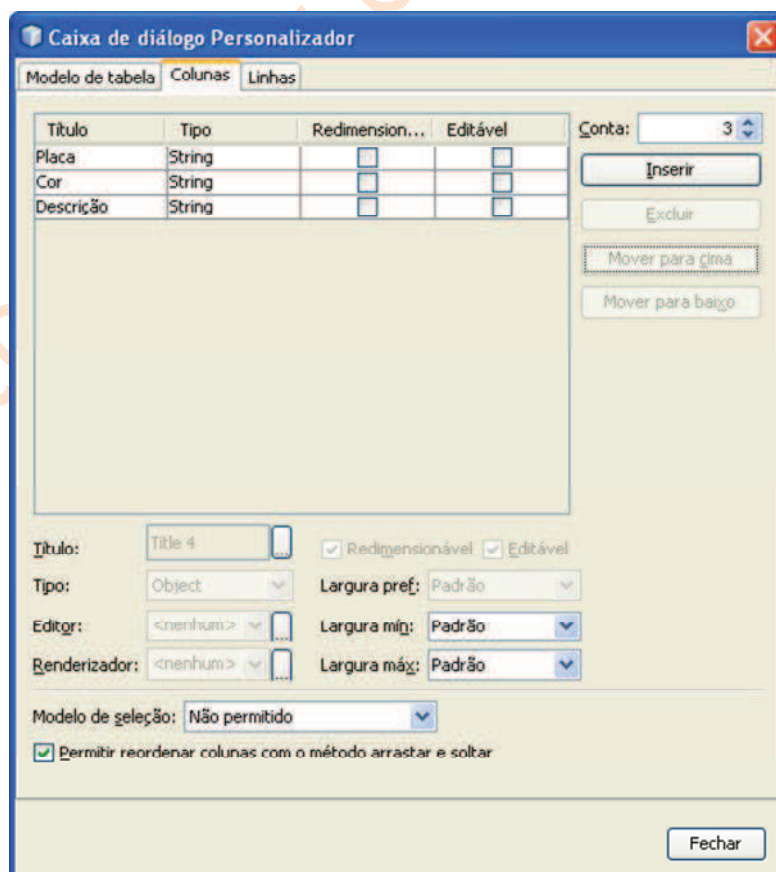 Caixa de diálogo Personalizador
Modelo de tabela Colunas Linhas
Título Tipo Redimension... Editável
Placa String
Cor String
Descrição String
Conta: 3
Inserir
Excluir
Mover para cima
Mover para baixo
Título: Title 4 ... Redimensionável Editável
Tipo: Object Largura pref: Padrão
Editor: <nenhum> ... Largura mín: Padrão
Renderizador: <nenhum> ... Largura máx: Padrão
Modelo de seleção: Não permitido
Permitir reordenar colunas com o método arrastar e soltar
Fechar